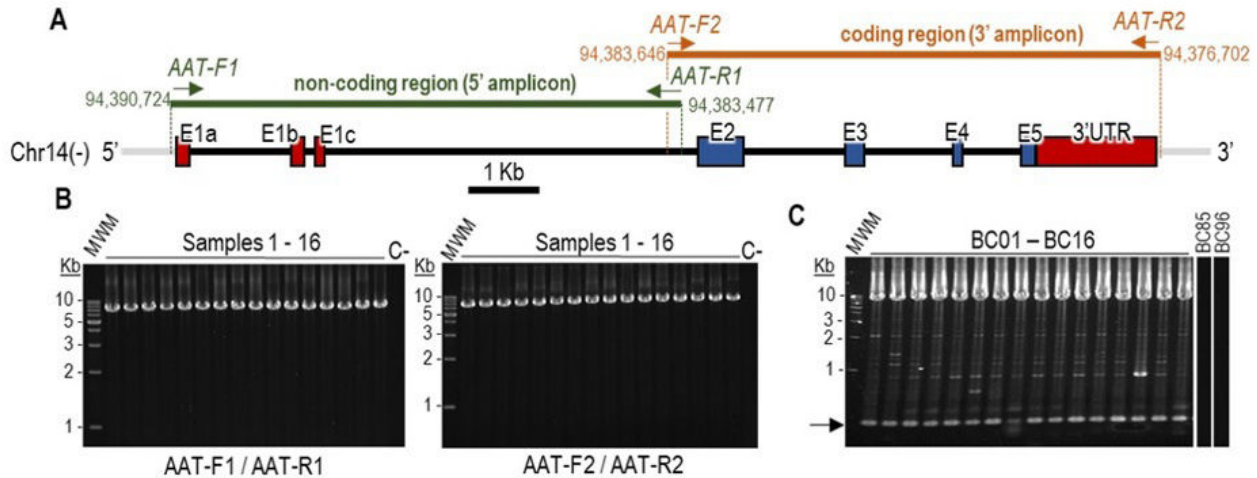 A
AAT-F2
AAT-R2
coding region (3' amplicon)
94,383,646
94,376,702
AAT-F1
AAT-R1
non-coding region (5' amplicon)
94,390,724
94,383,477
E1a
E1b
E1c
E2
E3
E4
E5
3'UTR
Chr14(-)
5'
3'
1 Kb
B
MWM
Samples 1 - 16
C-
Kb
10
5
3
2
1
AAT-F1 / AAT-R1
MWM
Samples 1 - 16
C-
Kb
10
5
3
2
1
AAT-F2 / AAT-R2
C
MWM
BC01 – BC16
BC85
BC96
Kb
10
3
2
1